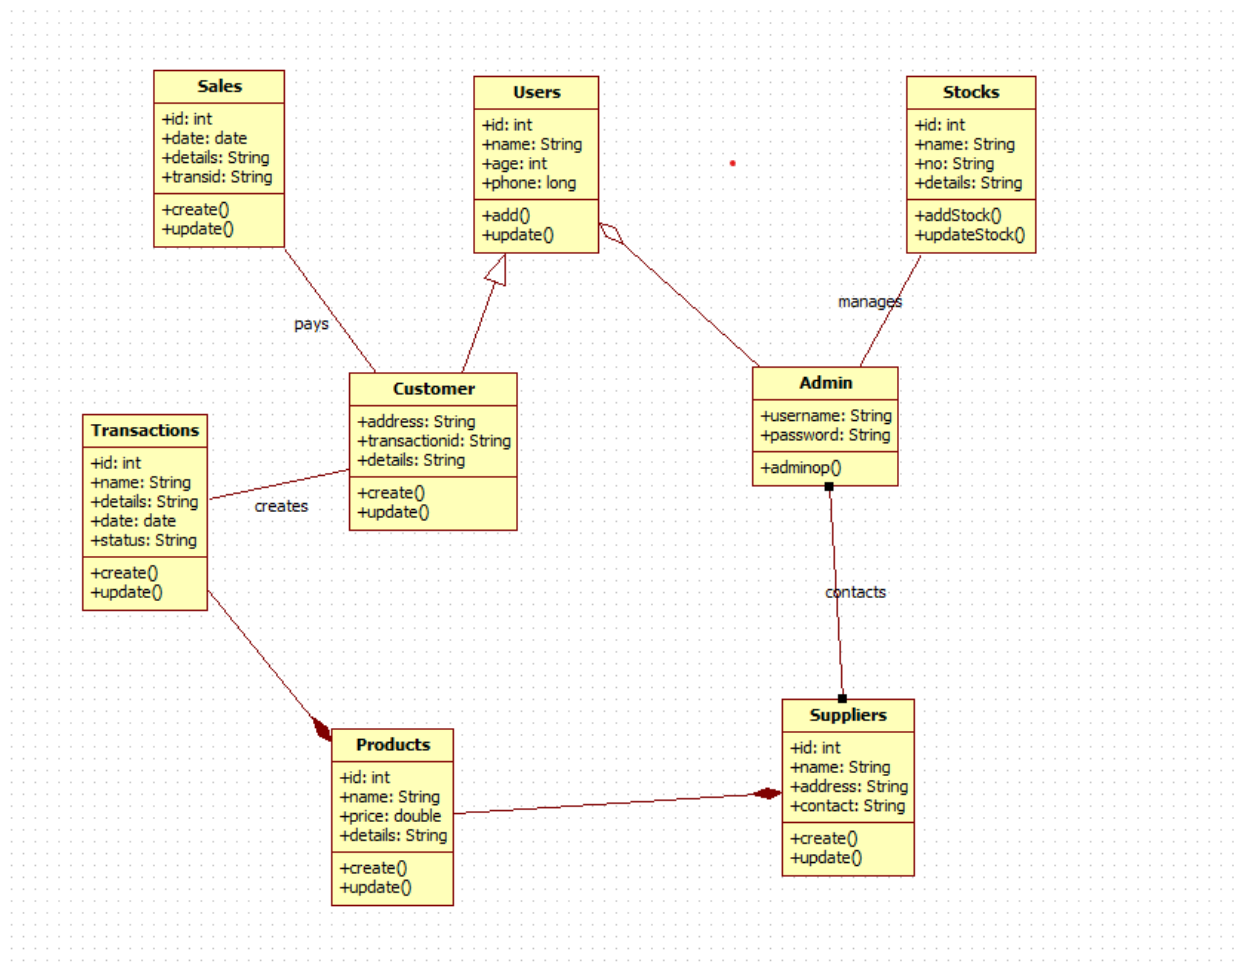 Sales
+id: int
+date: date
+details: String
+transid: String
+create()
+update()
Users
+id: int
+name: String
+age: int
+phone: long
+add()
+update()
Stocks
+id: int
+name: String
+no: String
+details: String
+addStock()
+updateStock()
pays
manages
Customer
+address: String
+transactionid: String
+details: String
+create()
+update()
Admin
+username: String
+password: String
+adminop()
Transactions
+id: int
+name: String
+details: String
+date: date
+status: String
+create()
+update()
creates
contacts
Products
+id: int
+name: String
+price: double
+details: String
+create()
+update()
Suppliers
+id: int
+name: String
+address: String
+contact: String
+create()
+update()